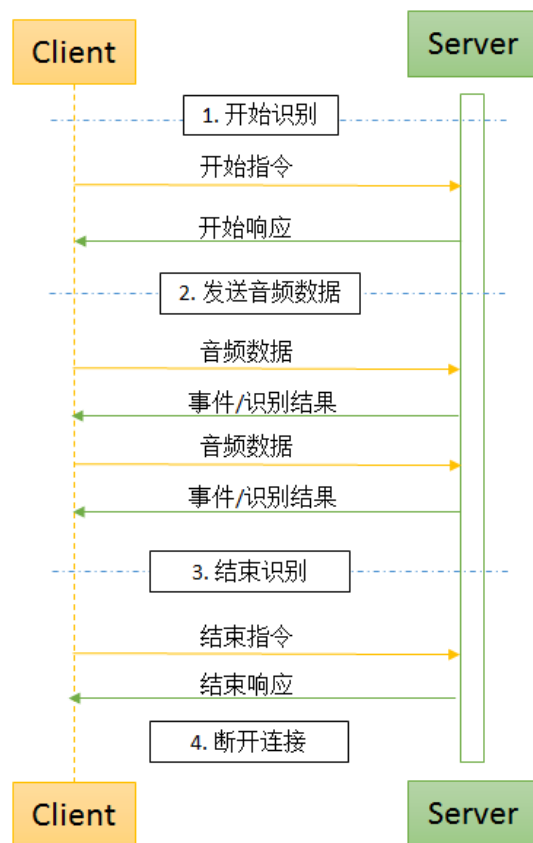 Client
Server
1. 开始识别
开始指令
开始响应
2. 发送音频数据
音频数据
事件/识别结果
音频数据
事件/识别结果
3. 结束识别
结束指令
结束响应
4. 断开连接
Client
Server